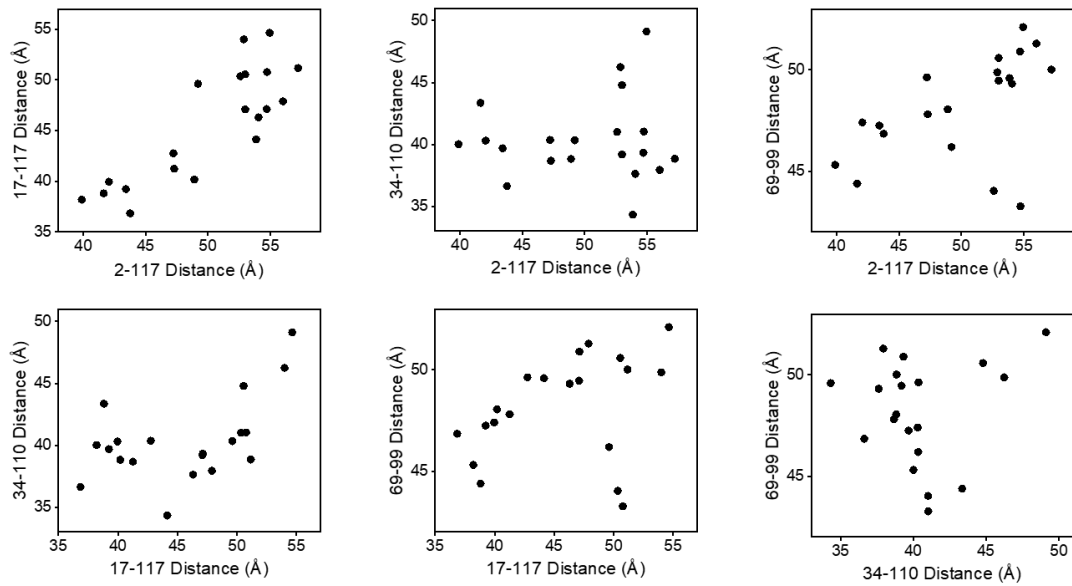 17-117 Distance (Å)
55
50
45
40
35
40 45 50 55
2-117 Distance (Å)
34-110 Distance (Å)
50
45
40
35
40 45 50 55
2-117 Distance (Å)
69-99 Distance (Å)
50
45
40 45 50 55
2-117 Distance (Å)
34-110 Distance (Å)
50
45
40
35
35 40 45 50 55
17-117 Distance (Å)
69-99 Distance (Å)
50
45
35 40 45 50 55
17-117 Distance (Å)
69-99 Distance (Å)
50
45
35 40 45 50
34-110 Distance (Å)